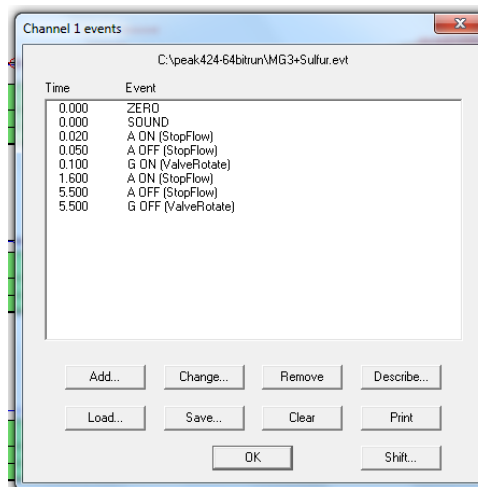 Channel 1 events
x
C:\peak424-64bitrun\MG3+Sulfur.evt
Time Event
0.000 ZERO
0.000 SOUND
0.020 A ON (StopFlow)
0.050 A OFF (StopFlow)
0.100 G ON (ValveRotate)
1.600 A ON (StopFlow)
5.500 A OFF (StopFlow)
5.500 G OFF (ValveRotate)
Add... Change... Remove Describe...
Load... Save... Clear Print
OK Shift...